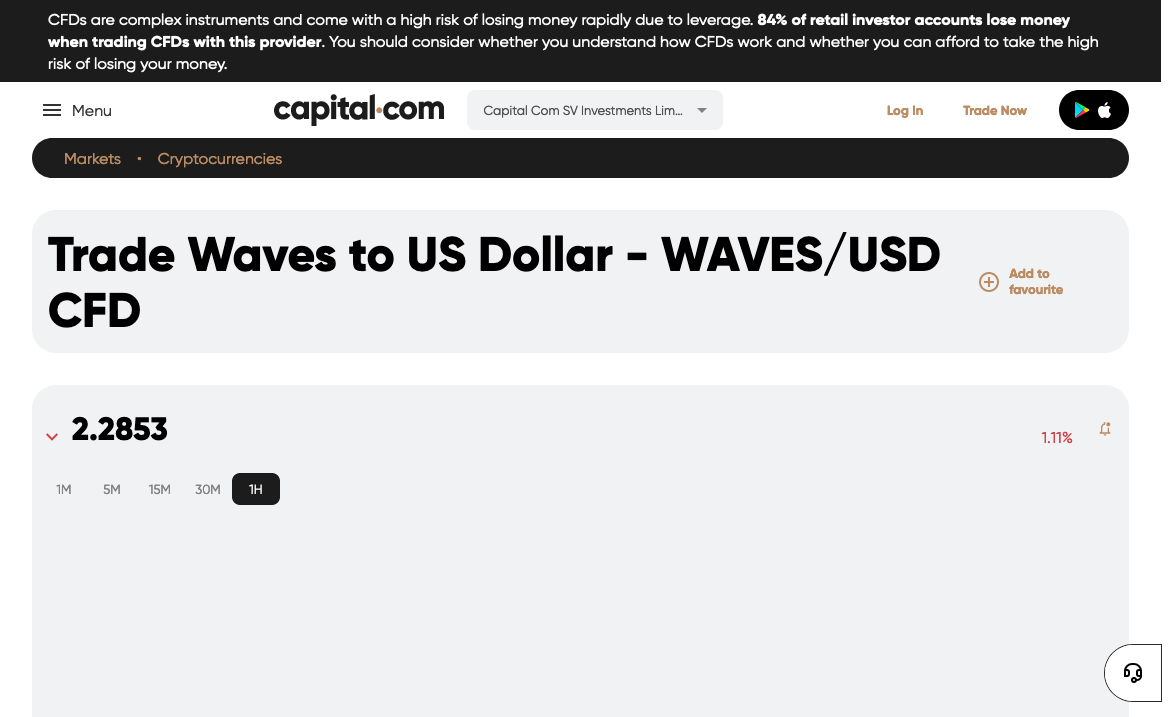 CFDs are complex instruments and come with a high risk of losing money rapidly due to leverage. 84% of retail investor accounts lose money
when trading CFDs with this provider. You should consider whether you understand how CFDs work and whether you can afford to take the high
risk of losing your money.
Menu
capital.com
Capital Com SV Investments Lim...
Log In
Trade Now
Markets • Cryptocurrencies
Trade Waves to US Dollar - WAVES/USD
CFD
Add to
favourite
2.2853
1.11%
1M 5M 15M 30M 1H